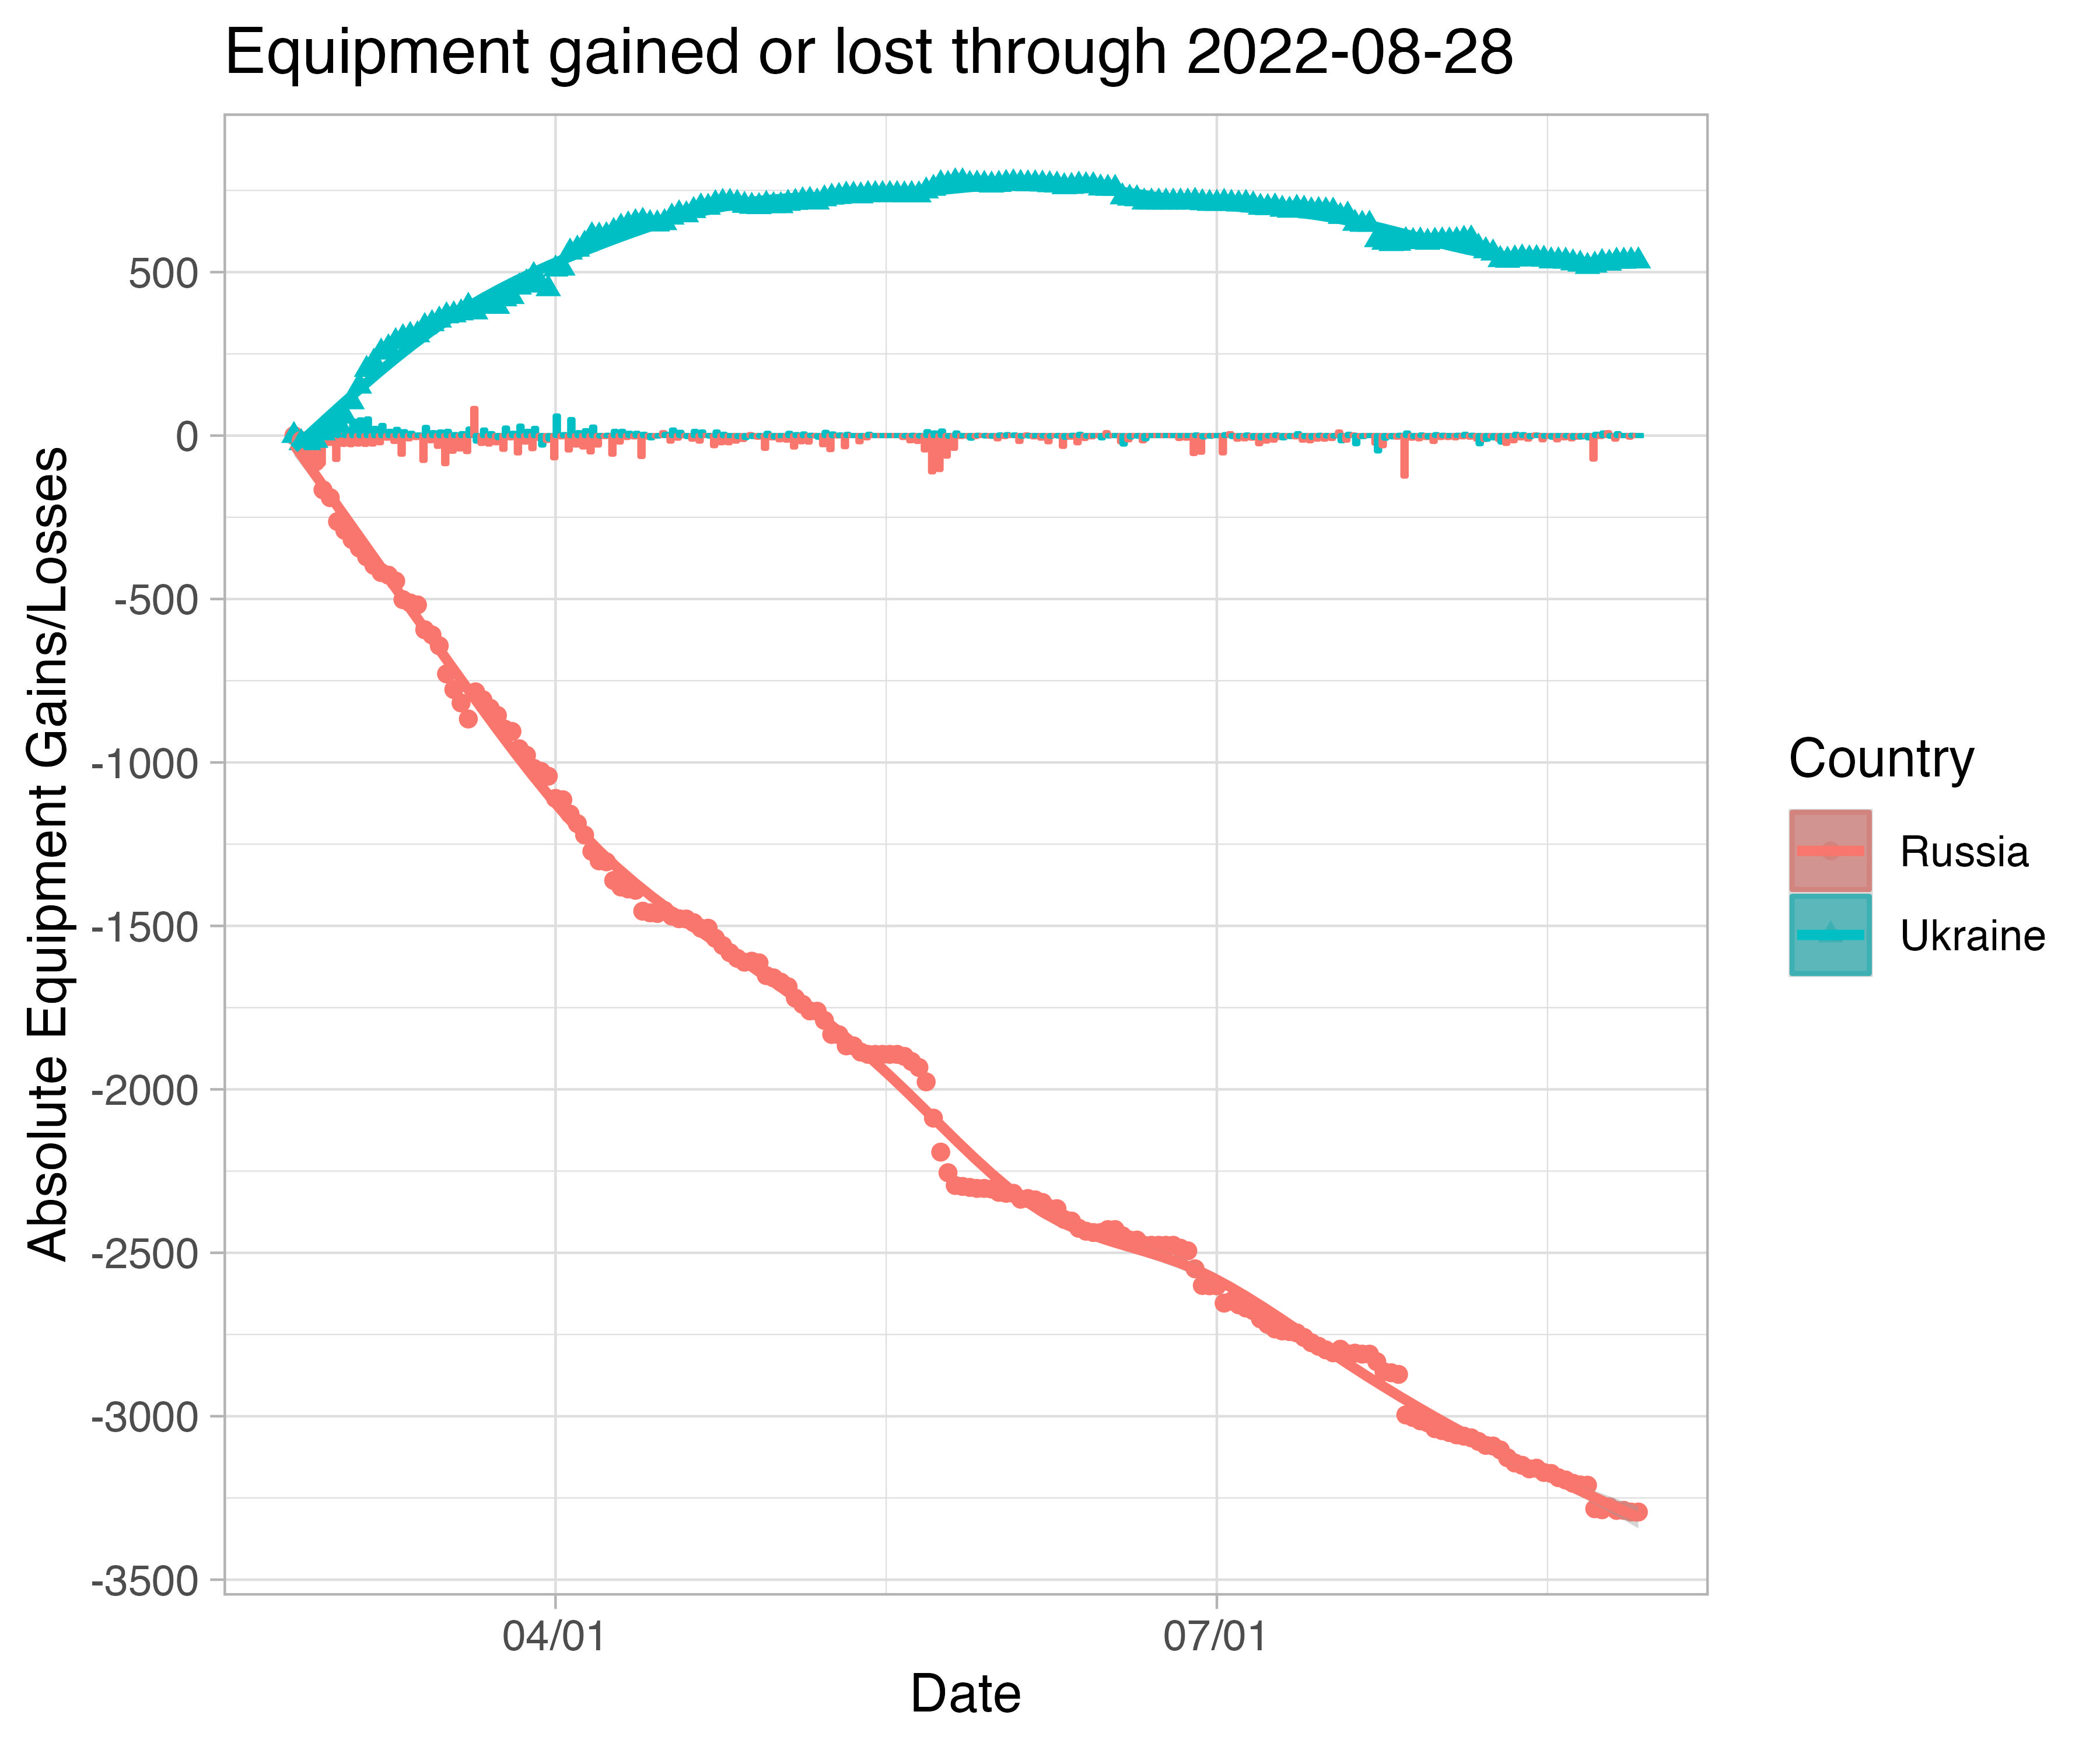 Equipment gained or lost through 2022-08-28
Absolute Equipment Gains/Losses
500
0
-500
-1000
-1500
-2000
-2500
-3000
-3500
04/01
07/01
Date
Country
Russia
Ukraine